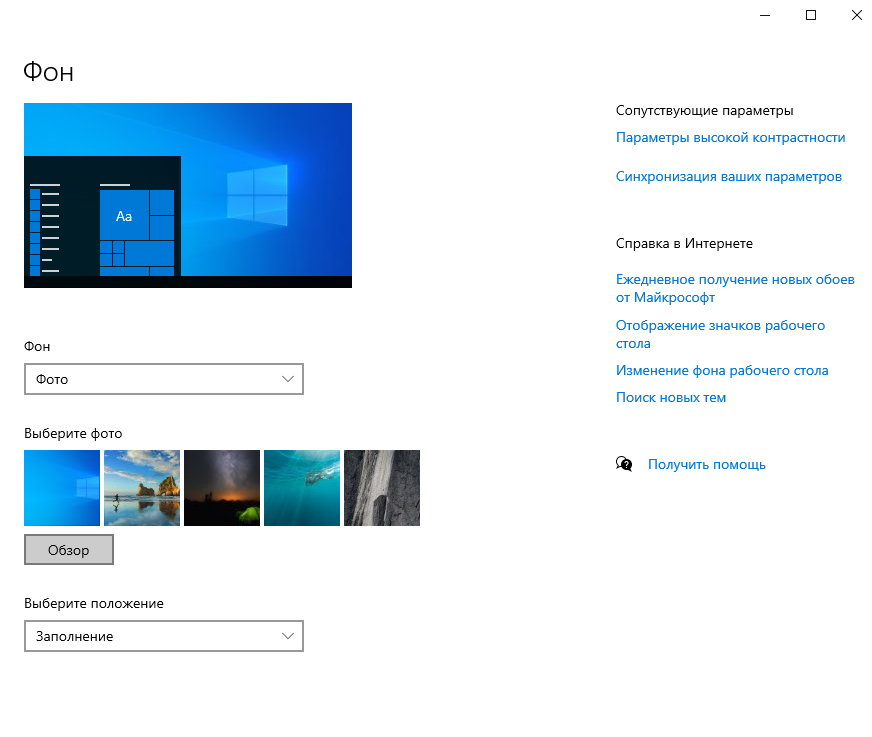 Фон
Aa
Фон
Фото
Выберите фото
Обзор
Выберите положение
Заполнение
Сопутствующие параметры
Параметры высокой контрастности
Синхронизация ваших параметров
Справка в Интернете
Ежедневное получение новых обоев
от Майкрософт
Отображение значков рабочего
стола
Изменение фона рабочего стола
Поиск новых тем
Получить помощь